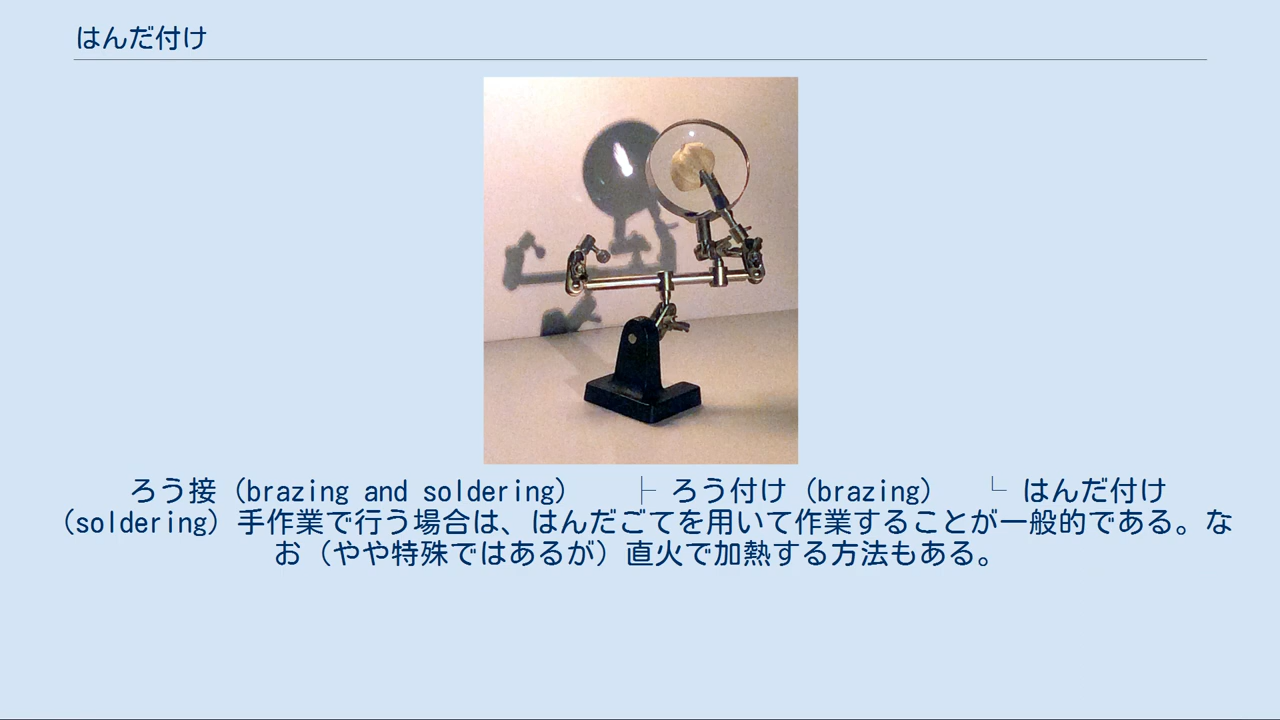 はんだ付け
ろう接（brazing and soldering） ├ ろう付け（brazing） └ はんだ付け
（soldering）手作業で行う場合は、はんだごてを用いて作業することが一般的である。な
お（やや特殊ではあるが）直火で加熱する方法もある。